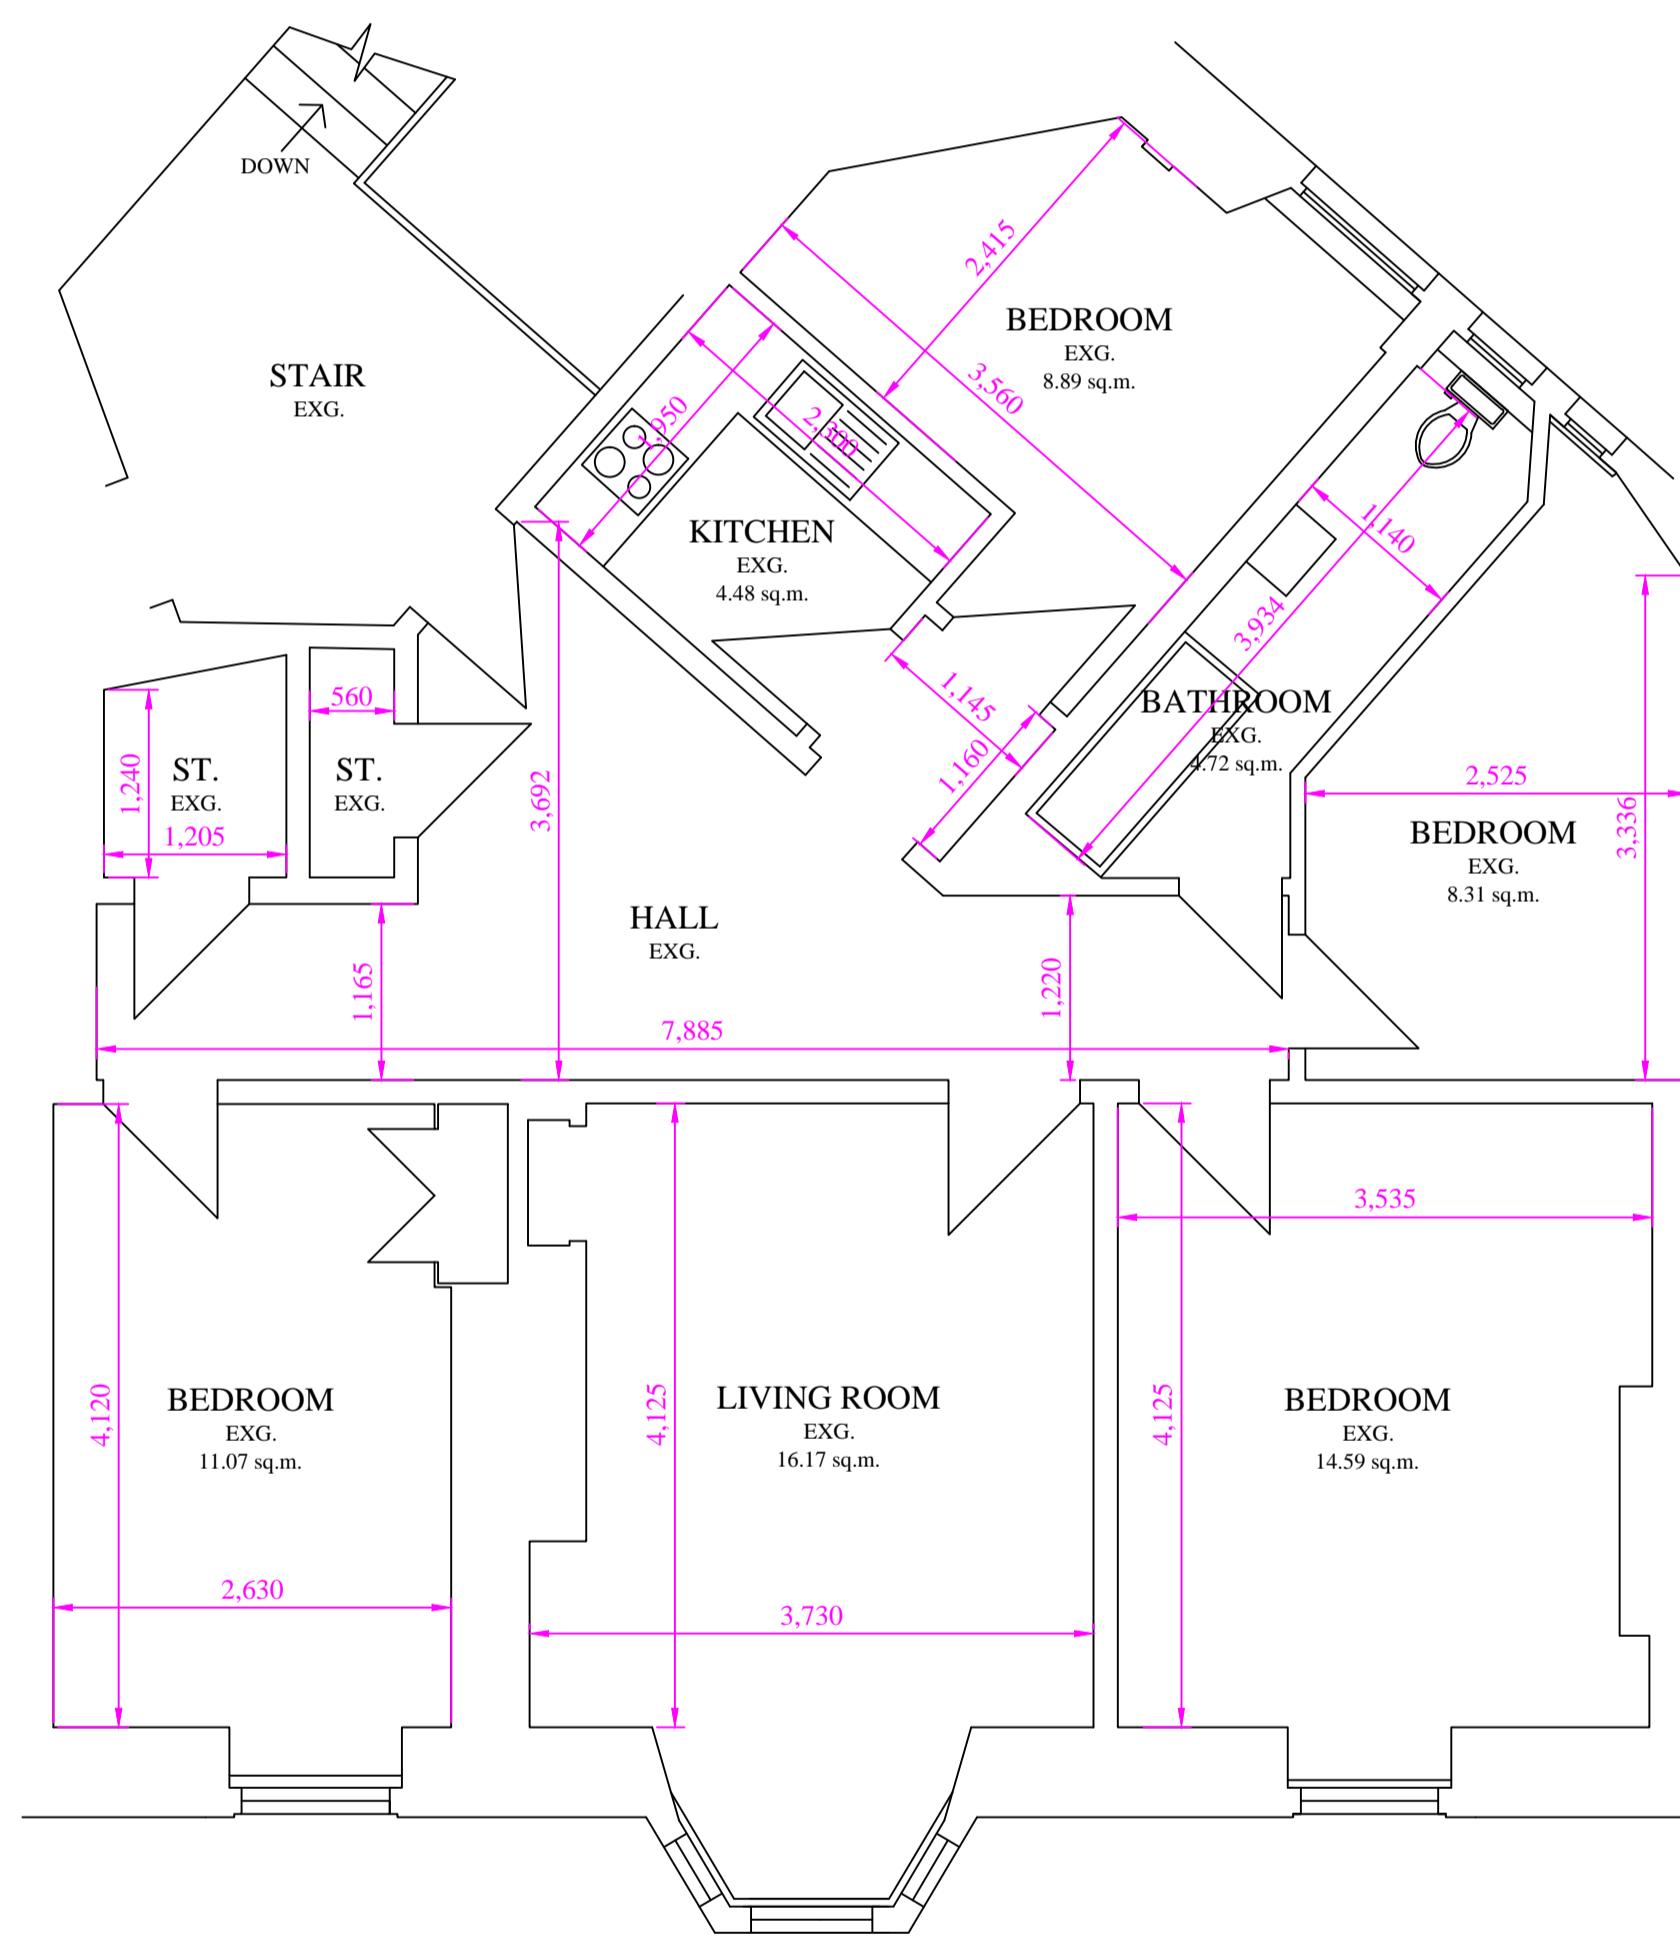 DOWN
STAIR
EXG.
2,415
BEDROOM
EXG.
8.89 sq.m.
3,560
1,950
2,300
KITCHEN
EXG.
4.48 sq.m.
1,140
3,934
BATHROOM
EXG.
4.72 sq.m.
1,145
1,160
560
1,240
ST.
EXG.
1,205
ST.
EXG.
3,692
2,525
3,336
BEDROOM
EXG.
8.31 sq.m.
HALL
EXG.
1,165
1,220
7,885
3,535
4,120
BEDROOM
EXG.
11.07 sq.m.
2,630
4,125
LIVING ROOM
EXG.
16.17 sq.m.
3,730
4,125
BEDROOM
EXG.
14.59 sq.m.